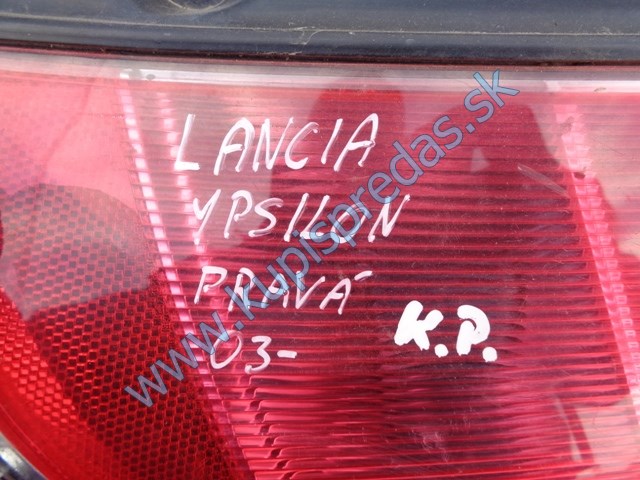 LANCIA
YPSILON
PRAVÁ
03-
K.P.
www.kupispredas.sk